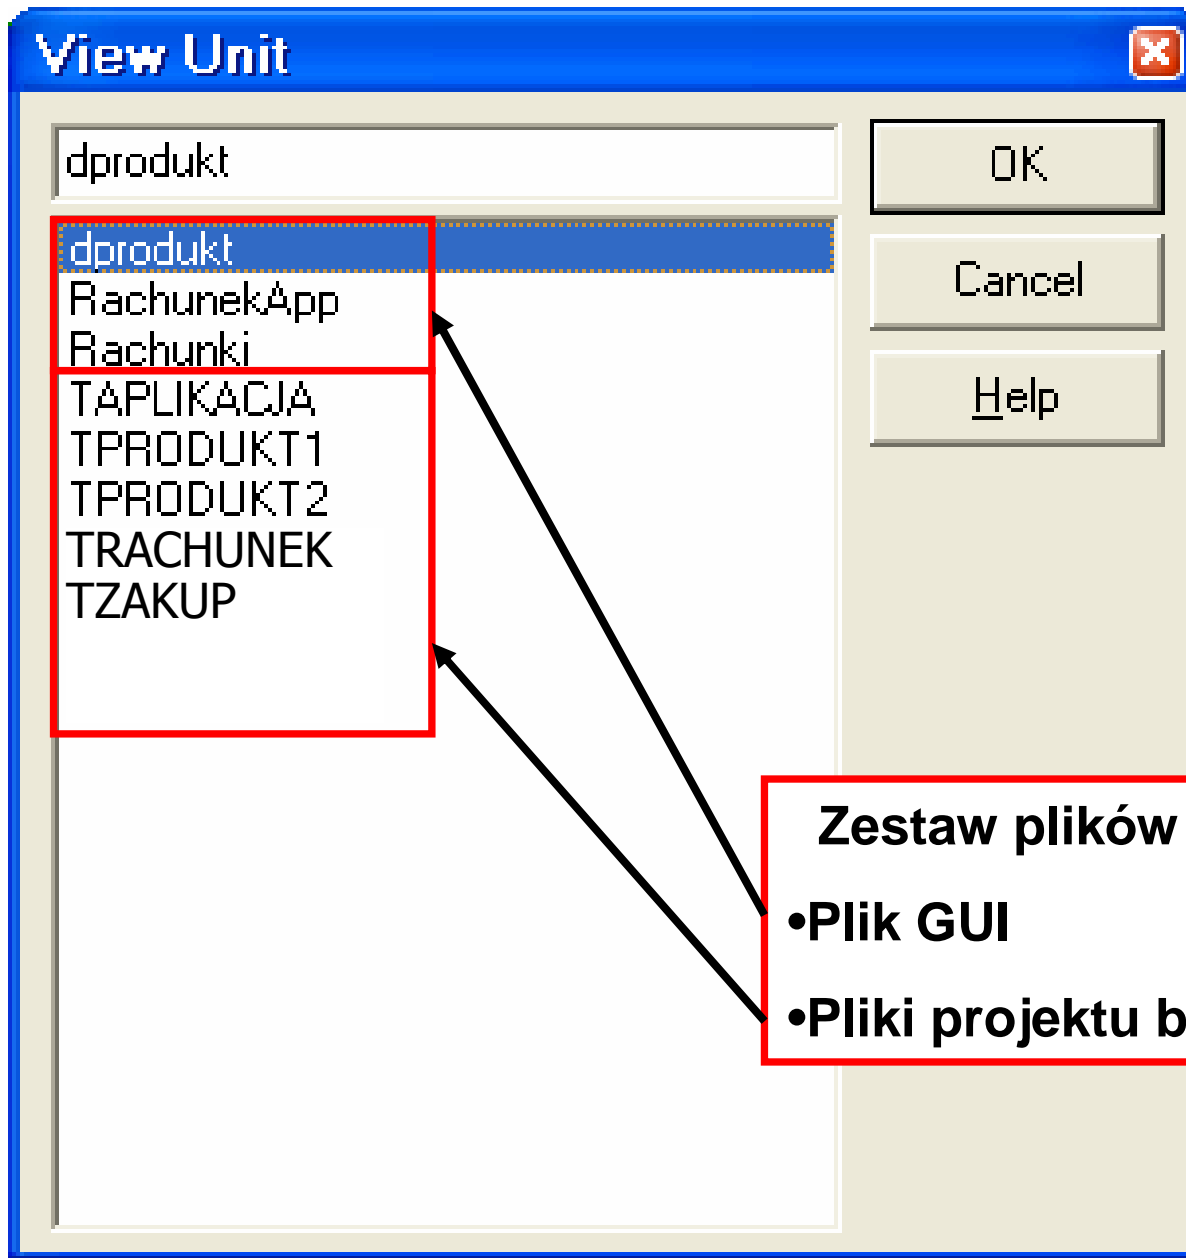 View Unit
dprodukt
OK
dprodukt
RachunekApp
Rachunki
TAPLIKACJA
TPRODUKT1
TPRODUKT2
TRACHUNEK
TZAKUP
Cancel
Help
Zestaw plików
•Plik GUI
•Pliki projektu b